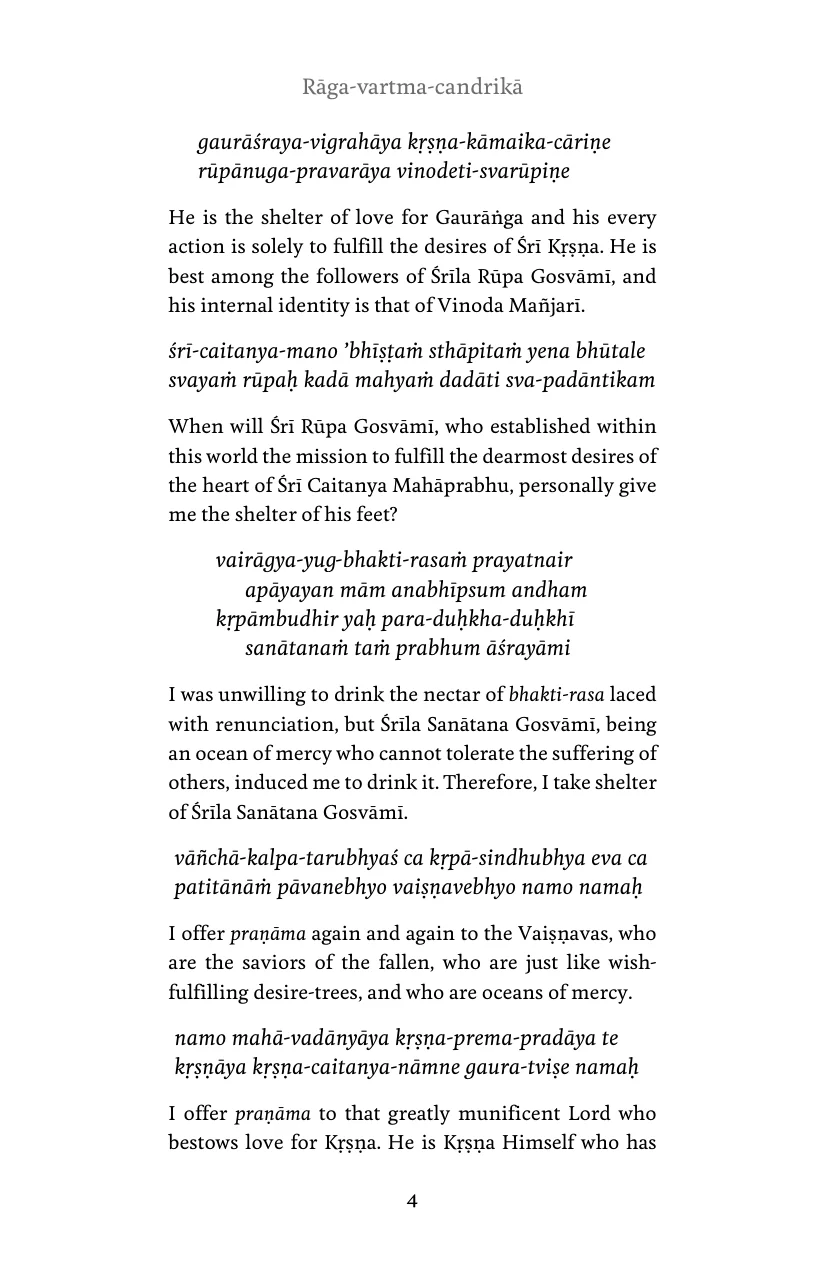 Rāga-vartma-candrikā
gaurāśraya-vigrahāya kṛṣṇa-kāmaika-cāriṇe
rūpānuga-pravarāya vinodeti-svarūpiṇe
He is the shelter of love for Gaurāṅga and his every
action is solely to fulfill the desires of Śrī Kṛṣṇa. He is
best among the followers of Śrīla Rūpa Gosvāmī, and
his internal identity is that of Vinoda Mañjarī.
śrī-caitanya-mano ’bhīṣṭaṁ sthāpitaṁ yena bhūtale
svayaṁ rūpaḥ kadā mahyaṁ dadāti sva-padāntikam
When will Śrī Rūpa Gosvāmī, who established within
this world the mission to fulfill the dearmost desires of
the heart of Śrī Caitanya Mahāprabhu, personally give
me the shelter of his feet?
vairāgya-yug-bhakti-rasaṁ prayatnair
apāyayan mām anabhīpsum andham
kṛpāmbudhir yaḥ para-duḥkha-duḥkhī
sanātanaṁ taṁ prabhum āśrayāmi
I was unwilling to drink the nectar of bhakti-rasa laced
with renunciation, but Śrīla Sanātana Gosvāmī, being
an ocean of mercy who cannot tolerate the suffering of
others, induced me to drink it. Therefore, I take shelter
of Śrīla Sanātana Gosvāmī.
vāñchā-kalpa-tarubhyaś ca kṛpā-sindhubhya eva ca
patitānāṁ pāvanebhyo vaiṣṇavebhyo namo namaḥ
I offer praṇāma again and again to the Vaiṣṇavas, who
are the saviors of the fallen, who are just like wish-
fulfilling desire-trees, and who are oceans of mercy.
namo mahā-vadānyāya kṛṣṇa-prema-pradāya te
kṛṣṇāya kṛṣṇa-caitanya-nāmne gaura-tviṣe namaḥ
I offer praṇāma to that greatly munificent Lord who
bestows love for Kṛṣṇa. He is Kṛṣṇa Himself who has
4